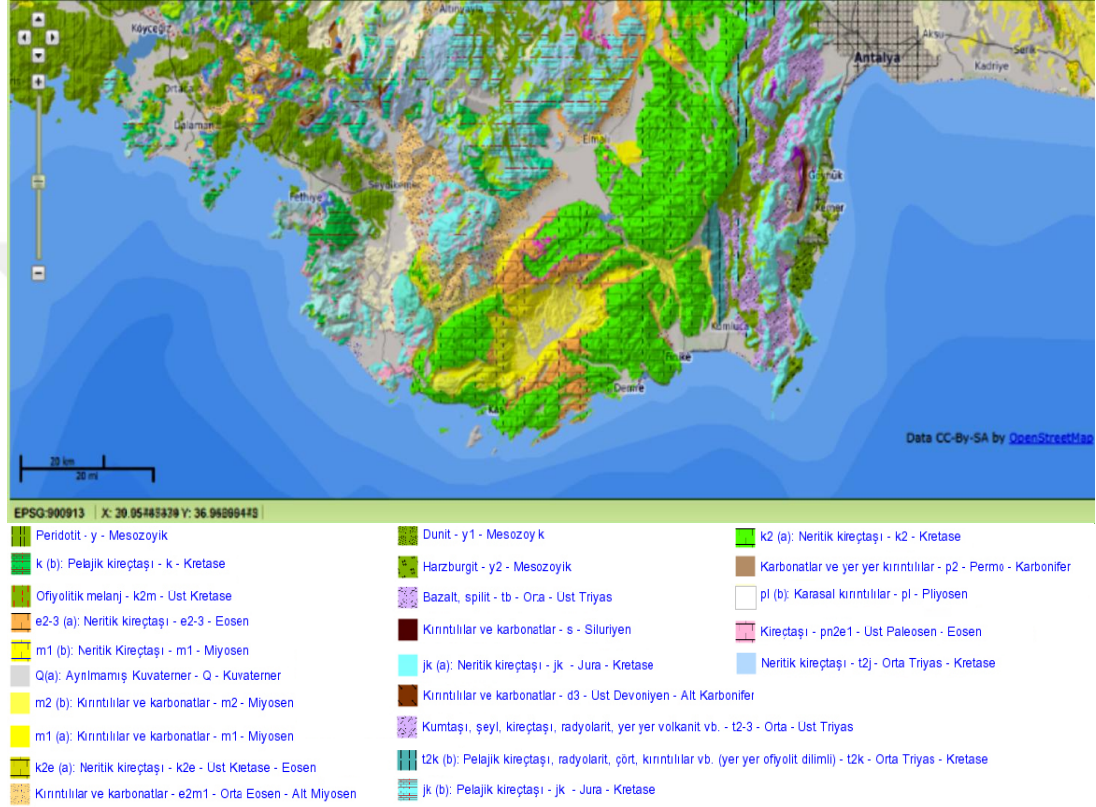 Altınyayla
Köyceğiz
Aksu
Antalya
Serik
Kadriye
Ortaca
Dalaman
Elmalı
Göynük
Seydikemer
Kemer
Fethiye
Kumluca
Finike
Demre
Data CC-By-SA by OpenStreetMap
20 km
20 mi
EPSG:900913
Peridotit - y - Mesozoyik
k (b): Pelajik kireçtaşı - k - Kretase
Ofiyolitik melanj - k2m - Ust Kretase
e2-3 (a): Neritik kireçtaşı - e2-3 - Eosen
m1 (b): Neritik Kireçtaşı - m1 - Miyosen
Q(a): Ayrılmamış Kuvaterner - Q - Kuvaterner
m2 (b): Kırıntılılar ve karbonatlar - m2 - Miyosen
m1 (a): Kırıntılılar ve karbonatlar - m1 - Miyosen
k2e (a): Neritik kireçtaşı - k2e - Ust Kretase - Eosen
Kırıntılılar ve karbonatlar - e2m1 - Orta Eosen - Alt Miyosen
Dunit - y1 - Mesozoy k
Harzburgit - y2 - Mesozoyik
Bazalt, spilit - tb - Orta - Ust Triyas
Kırıntılılar ve karbonatlar - s - Siluriyen
jk (a): Neritik kireçtaşı - jk - Jura - Kretase
Kırıntılılar ve karbonatlar - d3 - Ust Devoniyen - Alt Karbonifer
Kumtaşı, şeyl, kireçtaşı, radyolarit, yer yer volkanit vb. - t2-3 - Orta - Ust Triyas
t2k (b): Pelajik kireçtaşı, radyolarit, çört, kırıntılılar vb. (yer yer ofiyolit dilimli) - t2k - Orta Triyas - Kretase
jk (b): Pelajik kireçtaşı - jk - Jura - Kretase
k2 (a): Neritik kireçtaşı - k2 - Kretase
Karbonatlar ve yer yer kırıntılılar - p2 - Permo - Karbonifer
pl (b): Karasal kırıntılılar - pl - Pliyosen
Kireçtaşı - pn2e1 - Ust Paleosen - Eosen
Neritik kireçtaşı - t2j - Orta Triyas - Kretase